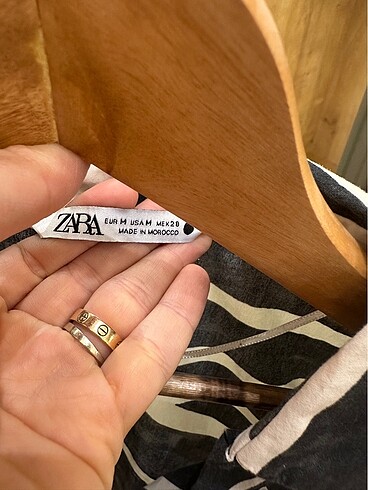 ZARA
EUR M USA M MEX 28
MADE IN MOROCCO